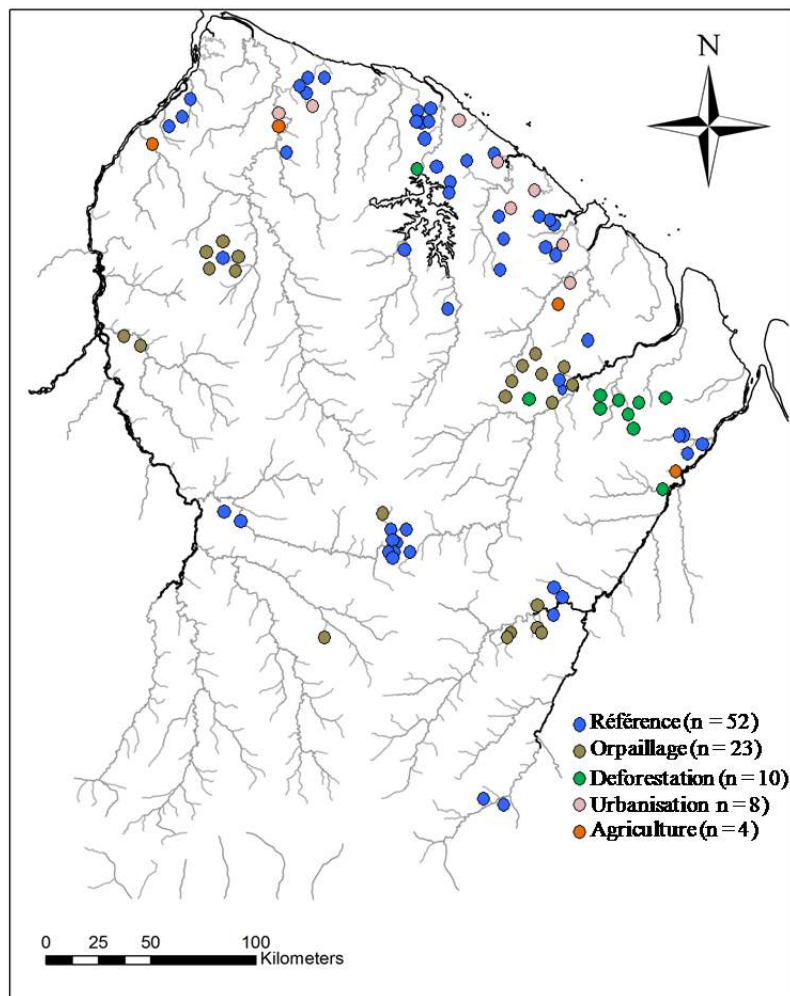 N
Référence (n = 52)
Orpaillage (n = 23)
Deforestation (n = 10)
Urbanisation n = 8)
Agriculture (n = 4)
0 25 50 100
Kilometers